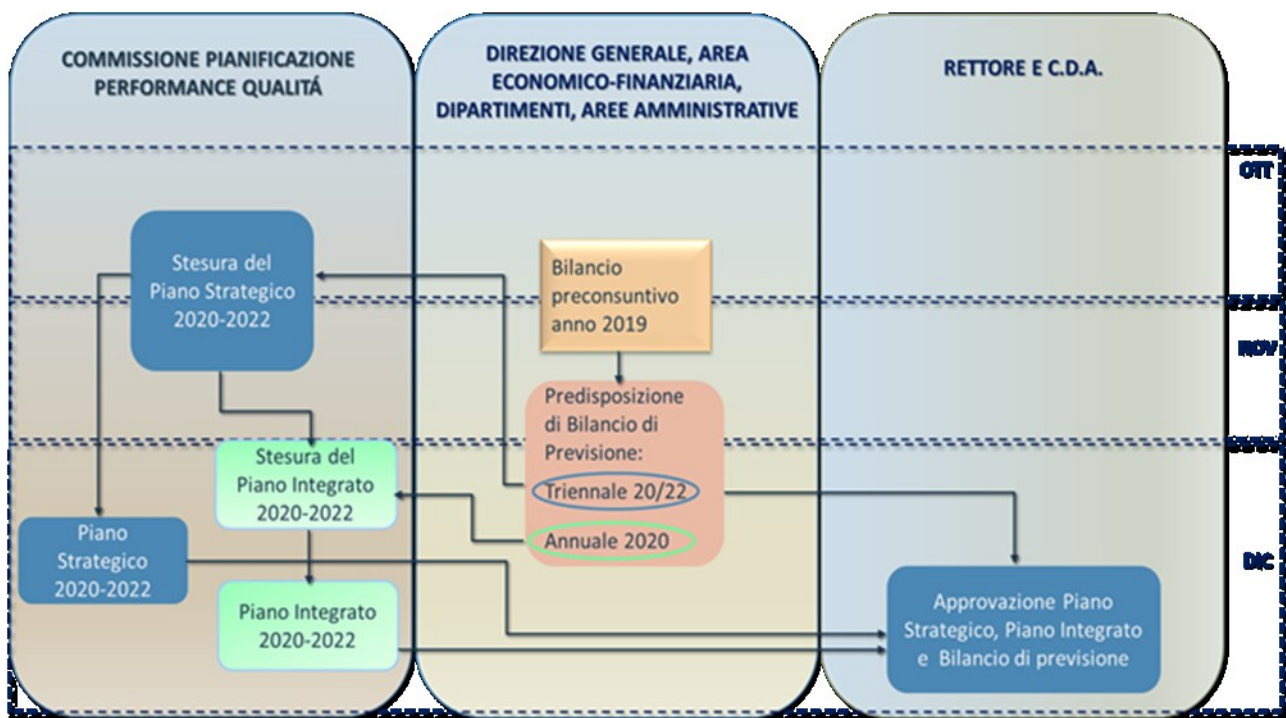 COMMISSIONE PIANIFICAZIONE
PERFORMANCE QUALITÁ
DIREZIONE GENERALE, AREA
ECONOMICO-FINANZIARIA,
DIPARTIMENTI, AREE AMMINISTRATIVE
RETTORE E C.D.A.
OTT
Stesura del
Piano Strategico
2020-2022
Bilancio
preconsuntivo
anno 2019
NOV
Predisposizione
di Bilancio di
Previsione:
Triennale 20/22
Annuale 2020
Stesura del
Piano Integrato
2020-2022
Piano
Strategico
2020-2022
DIC
Piano Integrato
2020-2022
Approvazione Piano
Strategico, Piano Integrato
e Bilancio di previsione